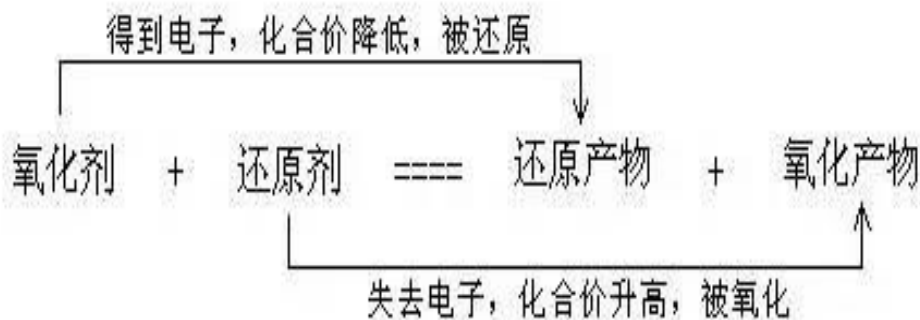 得到电子，化合价降低，被还原
氧化剂 + 还原剂 ==== 还原产物 + 氧化产物
失去电子，化合价升高，被氧化